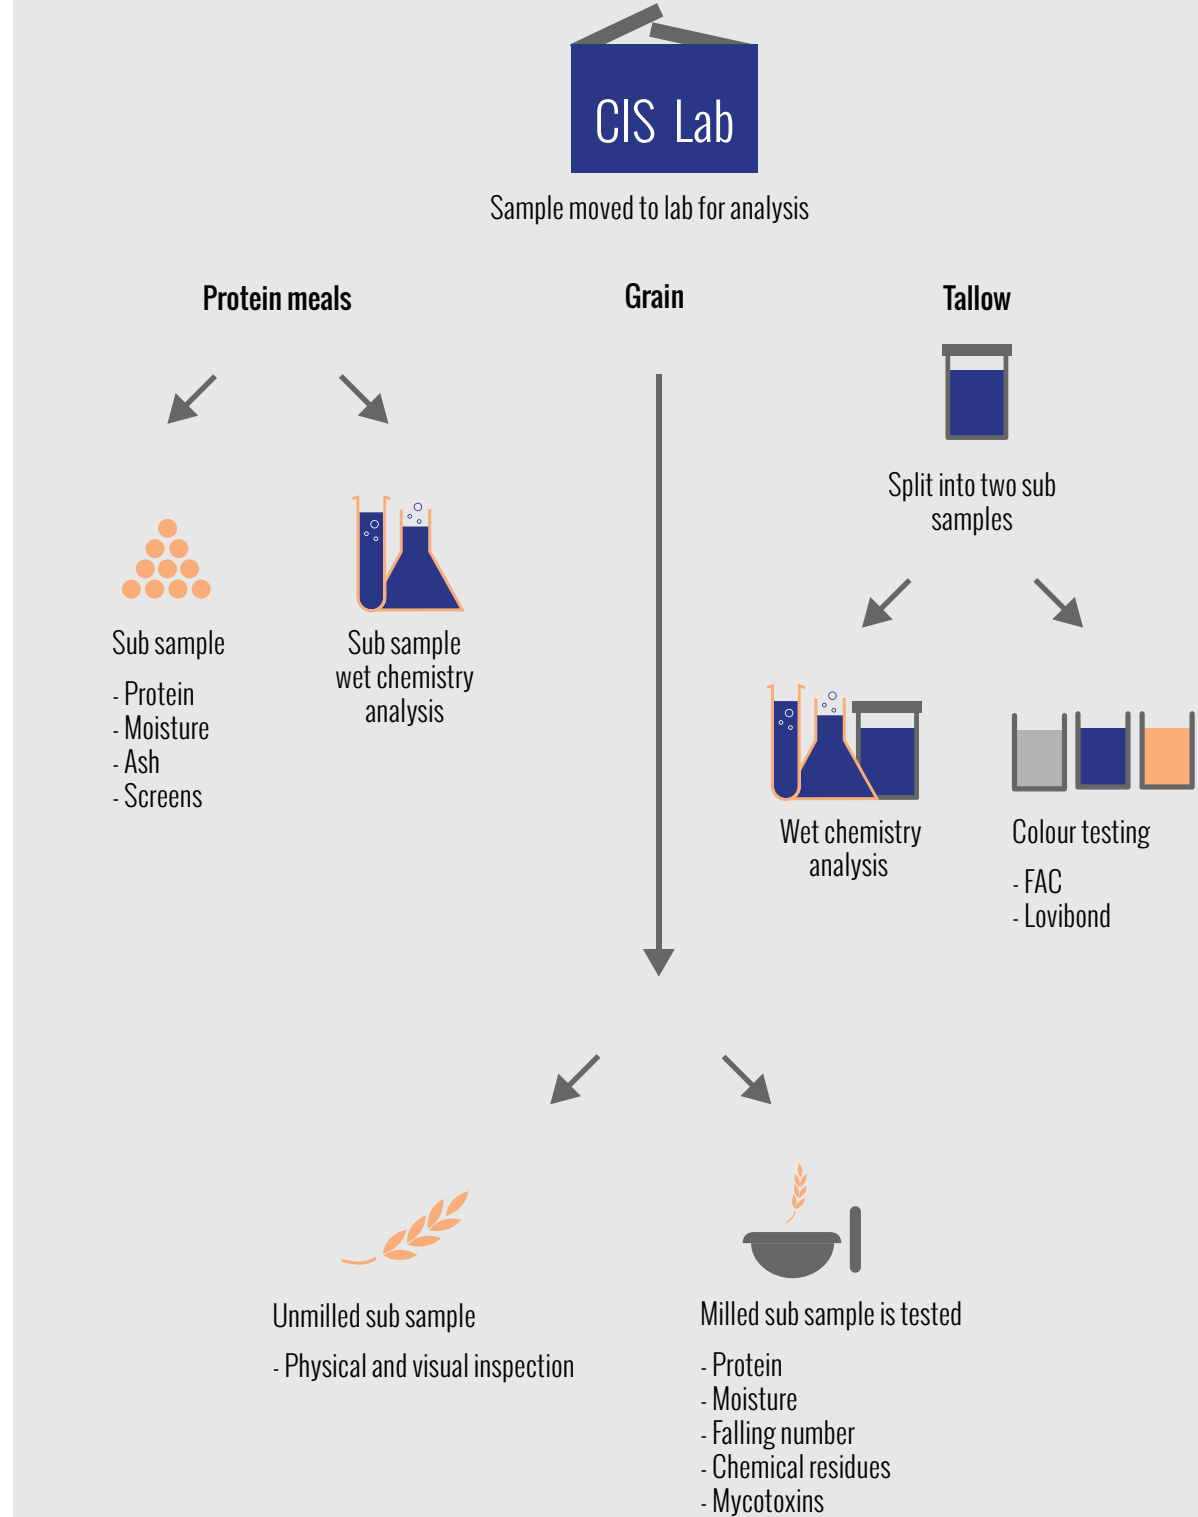 CIS Lab
Sample moved to lab for analysis
Protein meals
Sub sample
- Protein
- Moisture
- Ash
- Screens
Sub sample
wet chemistry
analysis
Grain
Unmilled sub sample
- Physical and visual inspection
Milled sub sample is tested
- Protein
- Moisture
- Falling number
- Chemical residues
- Mycotoxins
Tallow
Split into two sub
samples
Wet chemistry
analysis
Colour testing
- FAC
- Lovibond